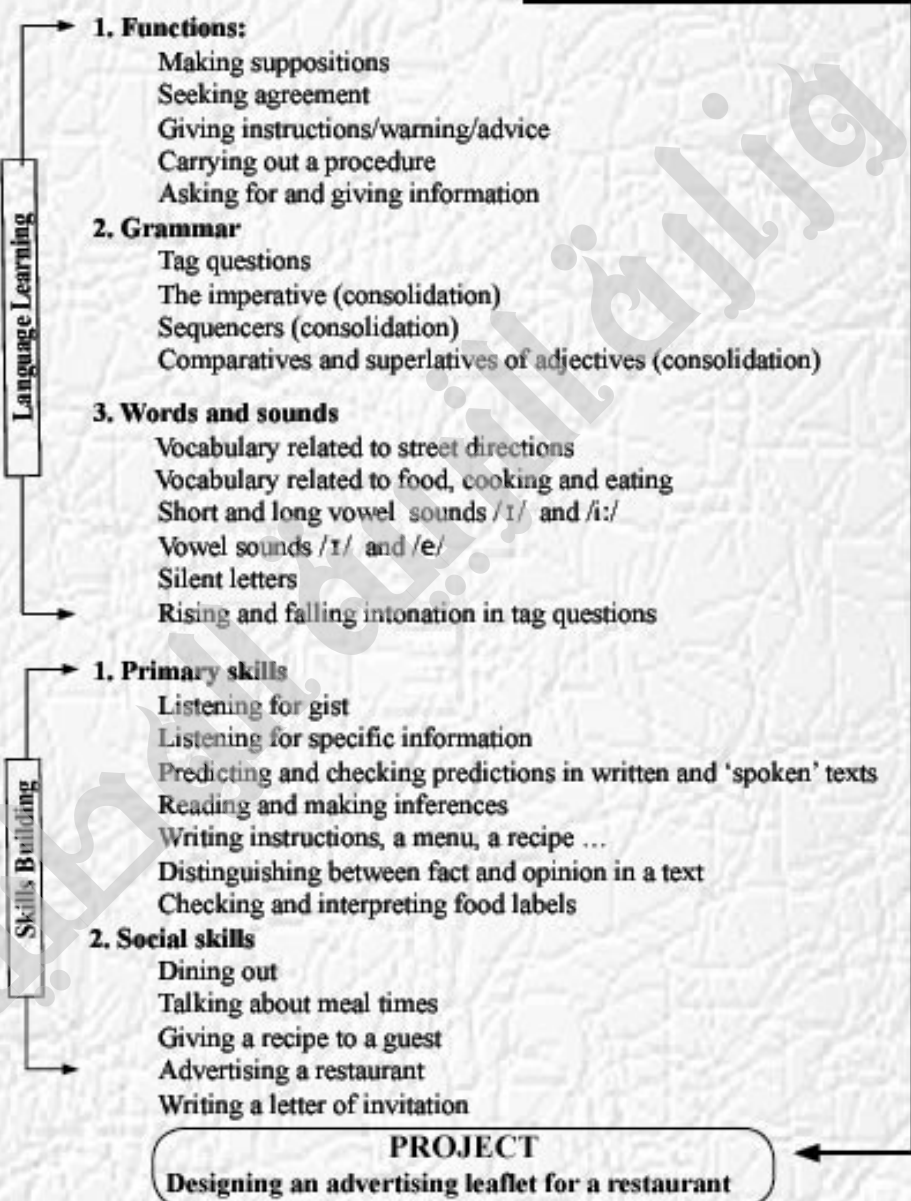 1. Functions:
Making suppositions
Seeking agreement
Giving instructions/warning/advice
Carrying out a procedure
Asking for and giving information
Language Learning
2. Grammar
Tag questions
The imperative (consolidation)
Sequencers (consolidation)
Comparatives and superlatives of adjectives (consolidation)
3. Words and sounds
Vocabulary related to street directions
Vocabulary related to food, cooking and eating
Short and long vowel sounds /ɪ/ and /i:/
Vowel sounds /ɪ/ and /e/
Silent letters
Rising and falling intonation in tag questions
1. Primary skills
Listening for gist
Listening for specific information
Predicting and checking predictions in written and ‘spoken’ texts
Reading and making inferences
Writing instructions, a menu, a recipe ...
Distinguishing between fact and opinion in a text
Checking and interpreting food labels
Skills Building
2. Social skills
Dining out
Talking about meal times
Giving a recipe to a guest
Advertising a restaurant
Writing a letter of invitation
PROJECT
Designing an advertising leaflet for a restaurant